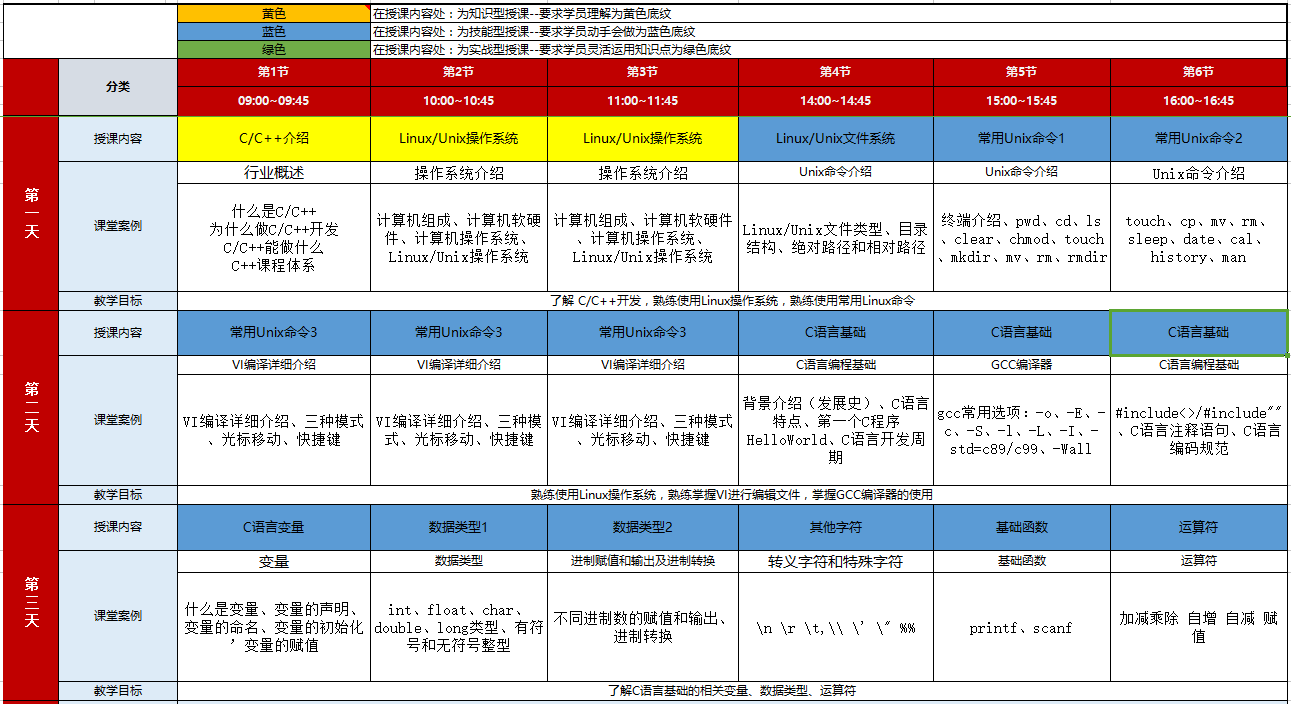 黄色 在授课内容处：为知识型授课--要求学员理解为黄色底纹
蓝色 在授课内容处：为技能型授课--要求学员动手会做为蓝色底纹
绿色 在授课内容处：为实战型授课--要求学员灵活运用知识点为绿色底纹
分类
第1节 第2节 第3节 第4节 第5节 第6节
09:00~09:45 10:00~10:45 11:00~11:45 14:00~14:45 15:00~15:45 16:00~16:45
第一天
授课内容 C/C++介绍 Linux/Unix操作系统 Linux/Unix操作系统 Linux/Unix文件系统 常用Unix命令1 常用Unix命令2
课堂案例
行业概述 操作系统介绍 操作系统介绍 Unix命令介绍 Unix命令介绍 Unix命令介绍
什么是C/C++
为什么做C/C++开发
C/C++能做什么
C++课程体系
计算机组成、计算机软硬
件、计算机操作系统、
Linux/Unix操作系统
计算机组成、计算机软硬件
、计算机操作系统、
Linux/Unix操作系统
Linux/Unix文件类型、目录
结构、绝对路径和相对路径
终端介绍、pwd、cd、ls
、clear、chmod、touch
、mkdir、mv、rm、rmdir
touch、cp、mv、rm、
sleep、date、cal、
history、man
教学目标 了解 C/C++开发，熟练使用Linux操作系统，熟练使用常用Linux命令
第二天
授课内容 常用Unix命令3 常用Unix命令3 常用Unix命令3 C语言基础 C语言基础 C语言基础
课堂案例
VI编译详细介绍 VI编译详细介绍 VI编译详细介绍 C语言编程基础 GCC编译器 C语言编程基础
VI编译详细介绍、三种模式
、光标移动、快捷键
VI编译详细介绍、三种模
式、光标移动、快捷键
VI编译详细介绍、三种模式
、光标移动、快捷键
背景介绍（发展史）、C语言
特点、第一个C程序
HelloWorld、C语言开发周
期
gcc常用选项：-o、-E、-
c、-S、-l、-L、-I、-
std=c89/c99、-Wall
#include<>/#include""
、C语言注释语句、C语言
编码规范
教学目标 熟练使用Linux操作系统，熟练掌握VI进行编辑文件，掌握GCC编译器的使用
第三天
授课内容 C语言变量 数据类型1 数据类型2 其他字符 基础函数 运算符
课堂案例
变量 数据类型 进制赋值和输出及进制转换 转义字符和特殊字符 基础函数 运算符
什么是变量、变量的声明、
变量的命名、变量的初始化
，变量的赋值
int、float、char、
double、long类型、有符
号和无符号整型
不同进制数的赋值和输出、
进制转换
\n \r \t,\\ \' \" %%
printf、scanf
加减乘除 自增 自减 赋
值
教学目标 了解C语言基础的相关变量、数据类型、运算符